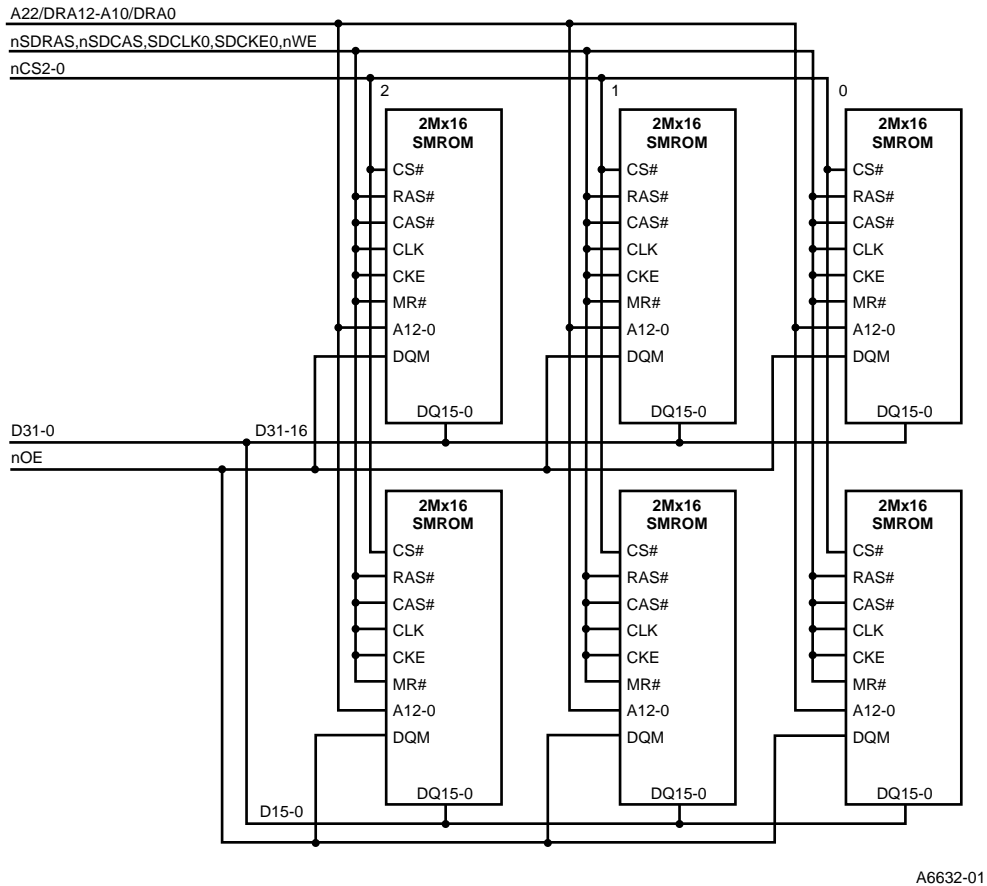 A22/DRA12-A10/DRA0
nSDRAS,nSDCAS,SDCLK0,SDCKE0,nWE
nCS2-0
2
1
0
2Mx16
SMROM
CS#
RAS#
CAS#
CLK
CKE
MR#
A12-0
DQM
DQ15-0
2Mx16
SMROM
CS#
RAS#
CAS#
CLK
CKE
MR#
A12-0
DQM
DQ15-0
2Mx16
SMROM
CS#
RAS#
CAS#
CLK
CKE
MR#
A12-0
DQM
DQ15-0
D31-0
D31-16
nOE
2Mx16
SMROM
CS#
RAS#
CAS#
CLK
CKE
MR#
A12-0
DQM
DQ15-0
2Mx16
SMROM
CS#
RAS#
CAS#
CLK
CKE
MR#
A12-0
DQM
DQ15-0
2Mx16
SMROM
CS#
RAS#
CAS#
CLK
CKE
MR#
A12-0
DQM
DQ15-0
D15-0
A6632-01